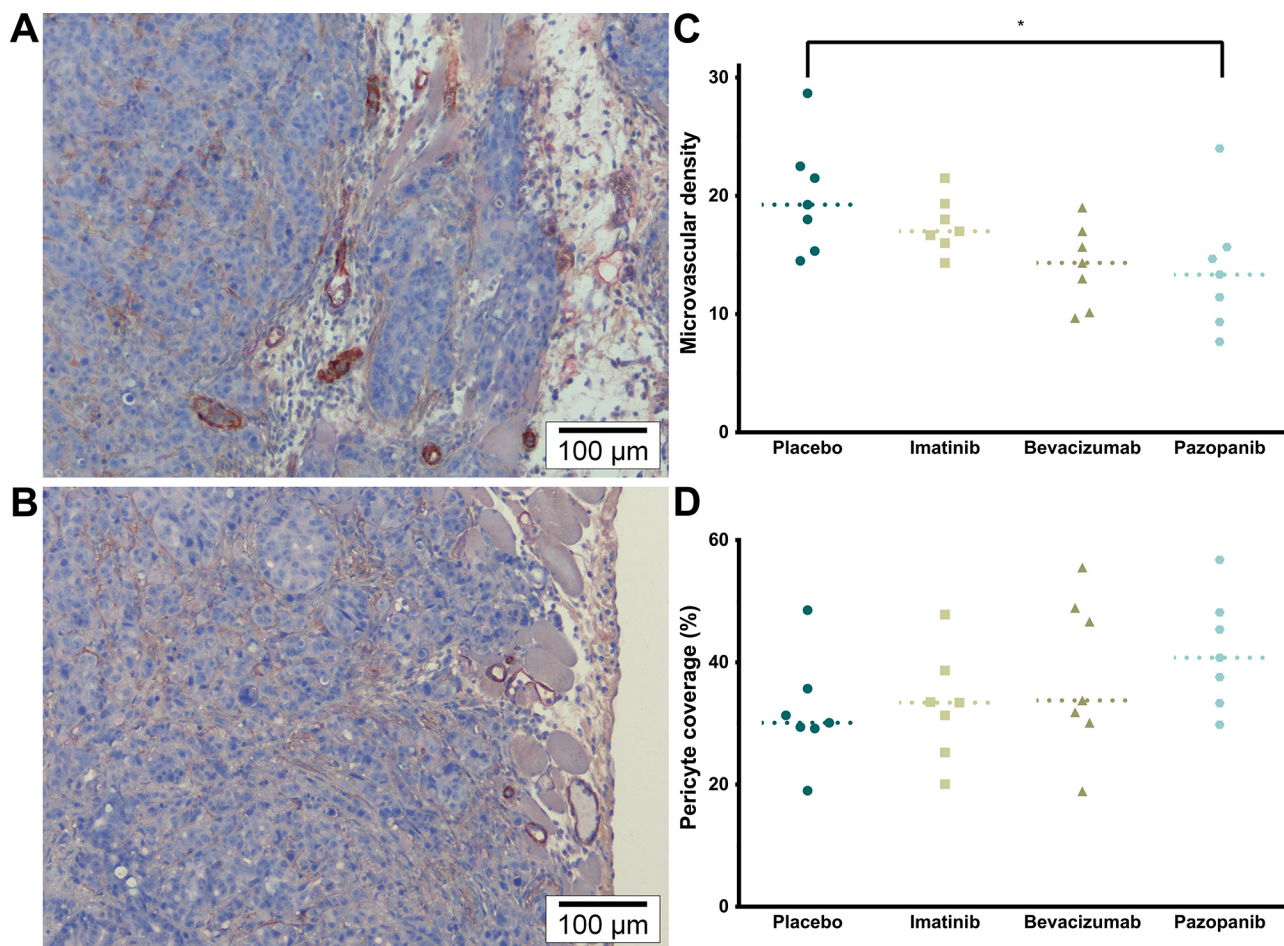 A
100 µm
B
100 µm
C
*
Microvascular density
30
20
10
0
Placebo Imatinib Bevacizumab Pazopanib
D
Pericyte coverage (%)
60
40
20
0
Placebo Imatinib Bevacizumab Pazopanib